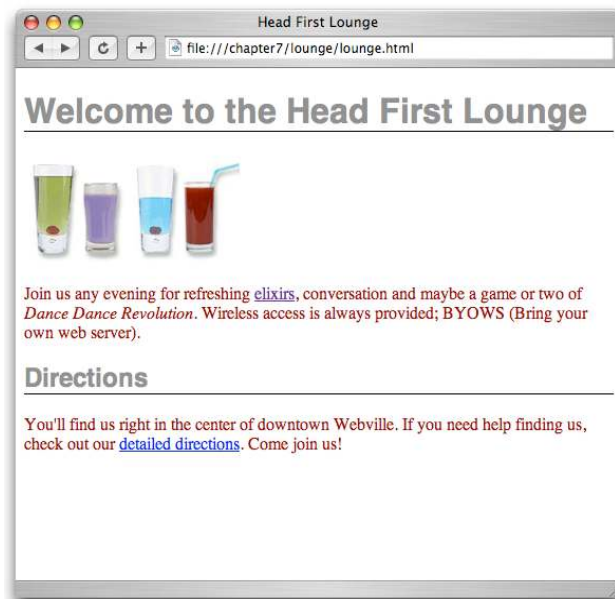 Head First Lounge
file:///chapter7/lounge/lounge.html
Welcome to the Head First Lounge
Join us any evening for refreshing elixirs, conversation and maybe a game or two of
Dance Dance Revolution. Wireless access is always provided; BYOWS (Bring your
own web server).
Directions
You'll find us right in the center of downtown Webville. If you need help finding us,
check out our detailed directions. Come join us!